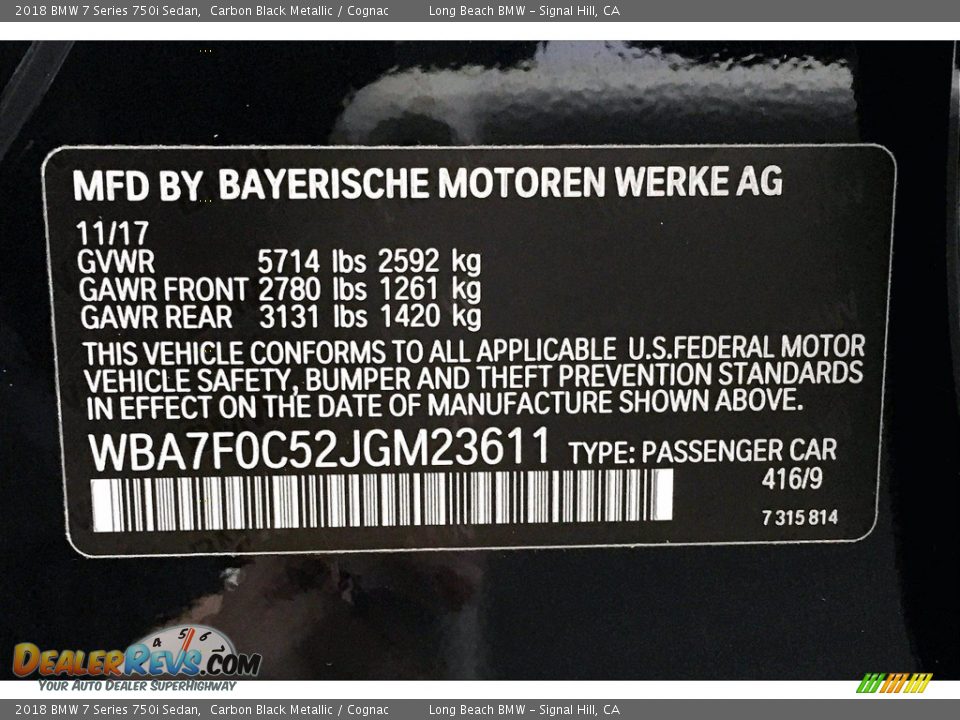 2018 BMW 7 Series 750i Sedan,  Carbon Black Metallic / Cognac  Long Beach BMW - Signal Hill, CA
MFD BY BAYERISCHE MOTOREN WERKE AG
11/17
GVWR 5714 lbs 2592 kg
GAWR FRONT 2780 lbs 1261 kg
GAWR REAR 3131 lbs 1420 kg
THIS VEHICLE CONFORMS TO ALL APPLICABLE U.S.FEDERAL MOTOR
VEHICLE SAFETY, BUMPER AND THEFT PREVENTION STANDARDS
IN EFFECT ON THE DATE OF MANUFACTURE SHOWN ABOVE.
WBA7F0C52JGM23611 TYPE: PASSENGER CAR
416/9
7 315 814
4 5 6
DEALERREVS.COM
YOUR AUTO DEALER SUPERHIGHWAY
2018 BMW 7 Series 750i Sedan,  Carbon Black Metallic / Cognac  Long Beach BMW - Signal Hill, CA